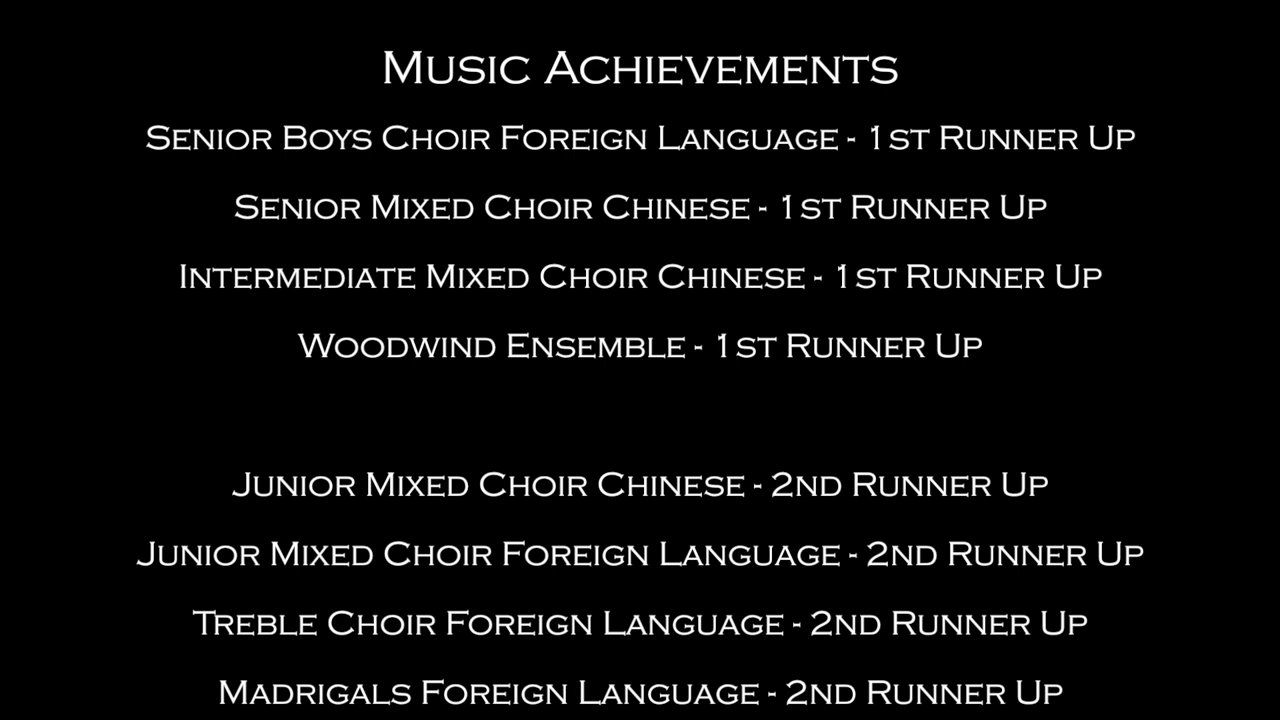 Music Achievements
Senior Boys Choir Foreign Language - 1st Runner Up
Senior Mixed Choir Chinese - 1st Runner Up
Intermediate Mixed Choir Chinese - 1st Runner Up
Woodwind Ensemble - 1st Runner Up
Junior Mixed Choir Chinese - 2nd Runner Up
Junior Mixed Choir Foreign Language - 2nd Runner Up
Treble Choir Foreign Language - 2nd Runner Up
Madrigals Foreign Language - 2nd Runner Up